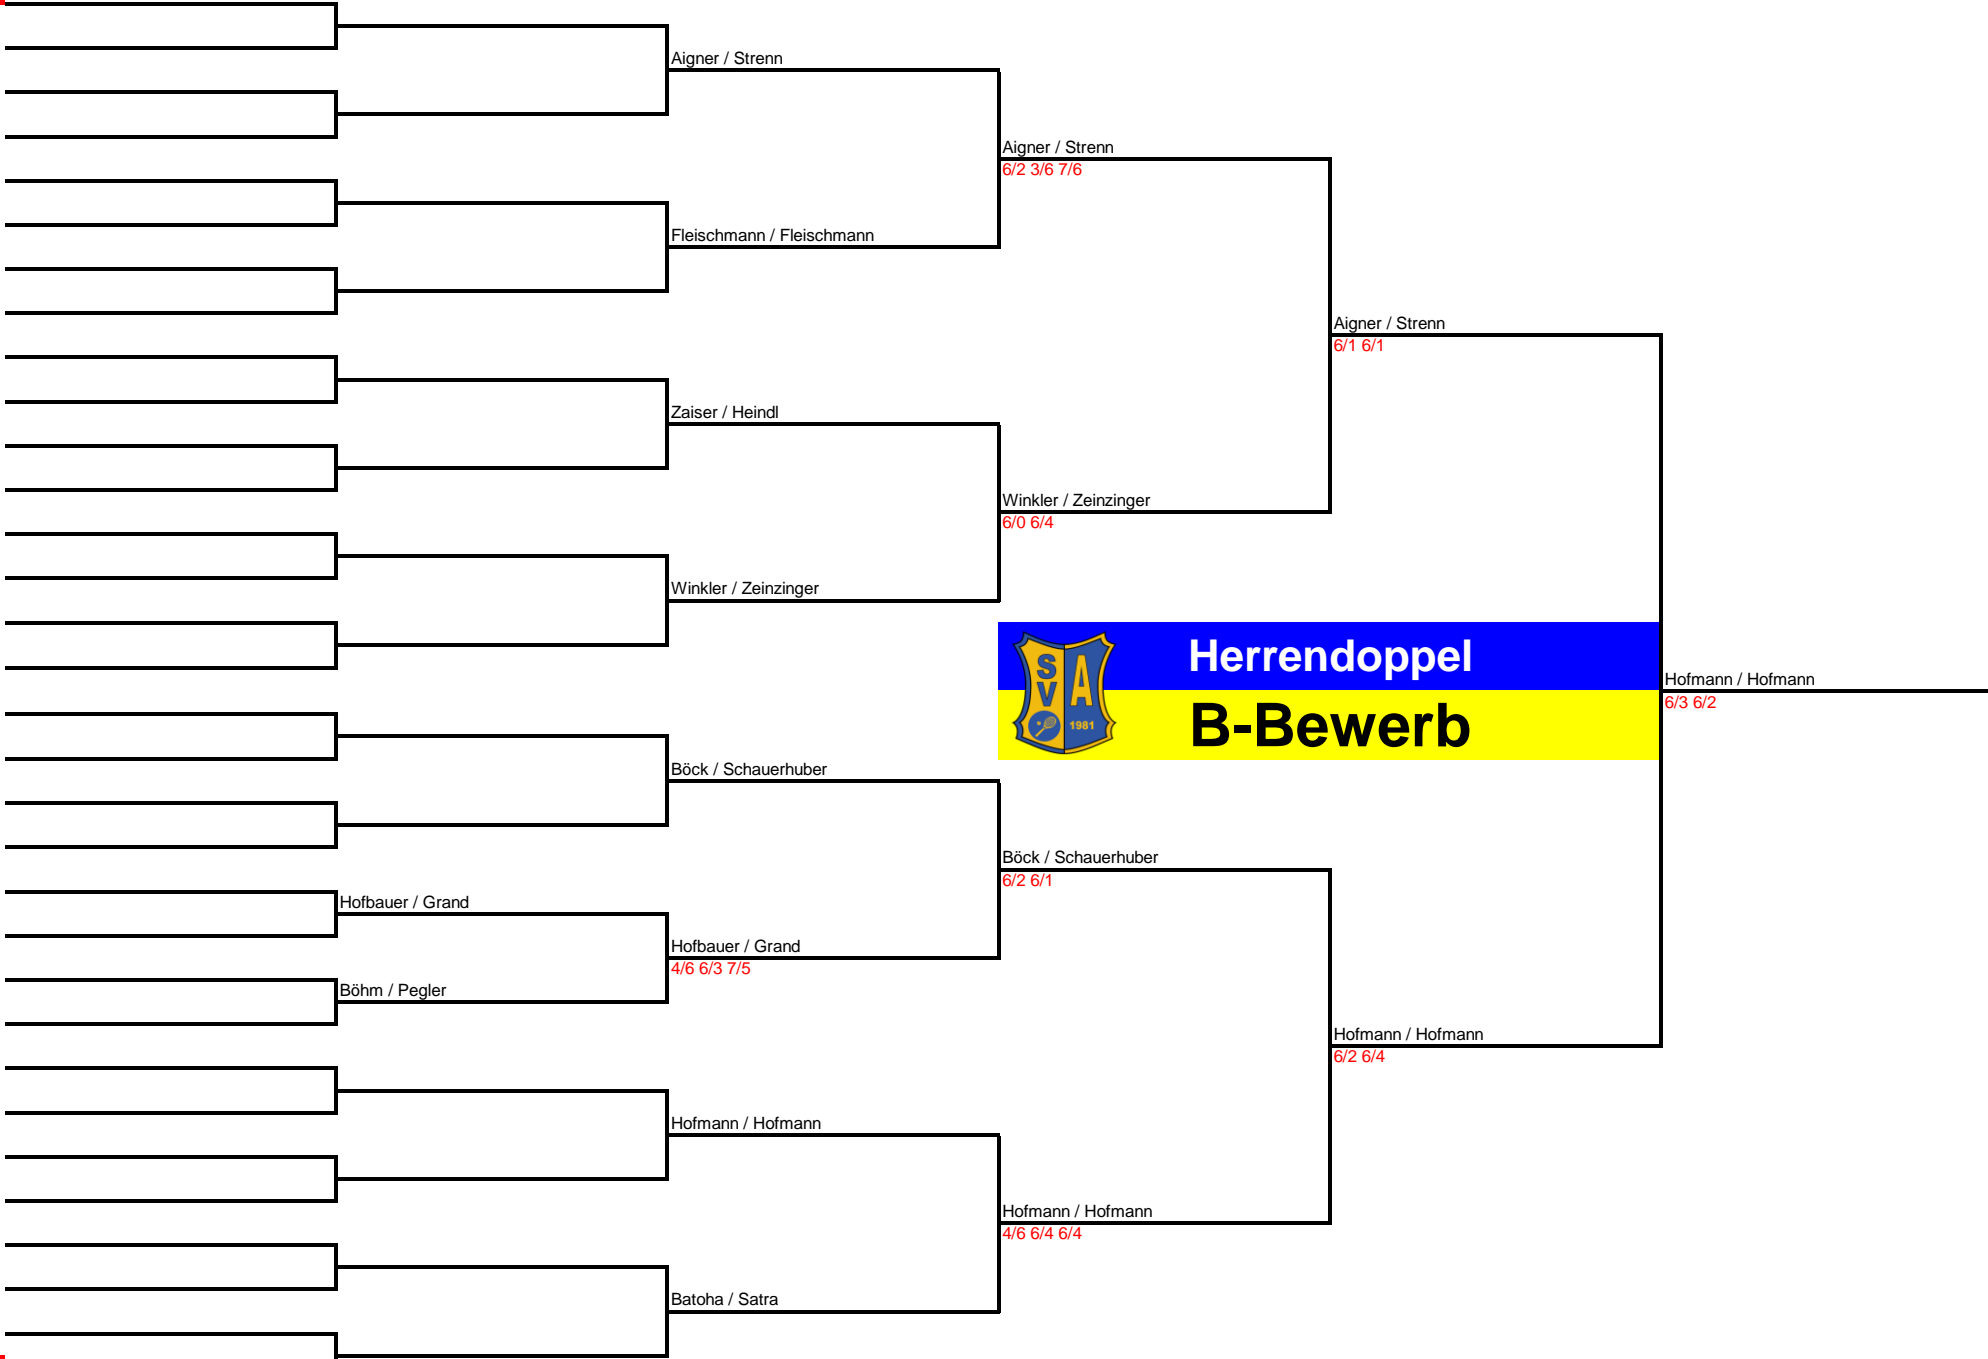 Aigner / Strenn
Aigner / Strenn
6/2 3/6 7/6
Fleischmann / Fleischmann
Aigner / Strenn
6/1 6/1
Zaiser / Heindl
Winkler / Zeinzinger
6/0 6/4
Winkler / Zeinzinger
Herrendoppel
SV A
1981
B-Bewerb
Hofmann / Hofmann
6/3 6/2
Böck / Schauerhuber
Böck / Schauerhuber
6/2 6/1
Hofbauer / Grand
Hofbauer / Grand
4/6 6/3 7/5
Böhm / Pegler
Hofmann / Hofmann
6/2 6/4
Hofmann / Hofmann
Hofmann / Hofmann
4/6 6/4 6/4
Batoha / Satra